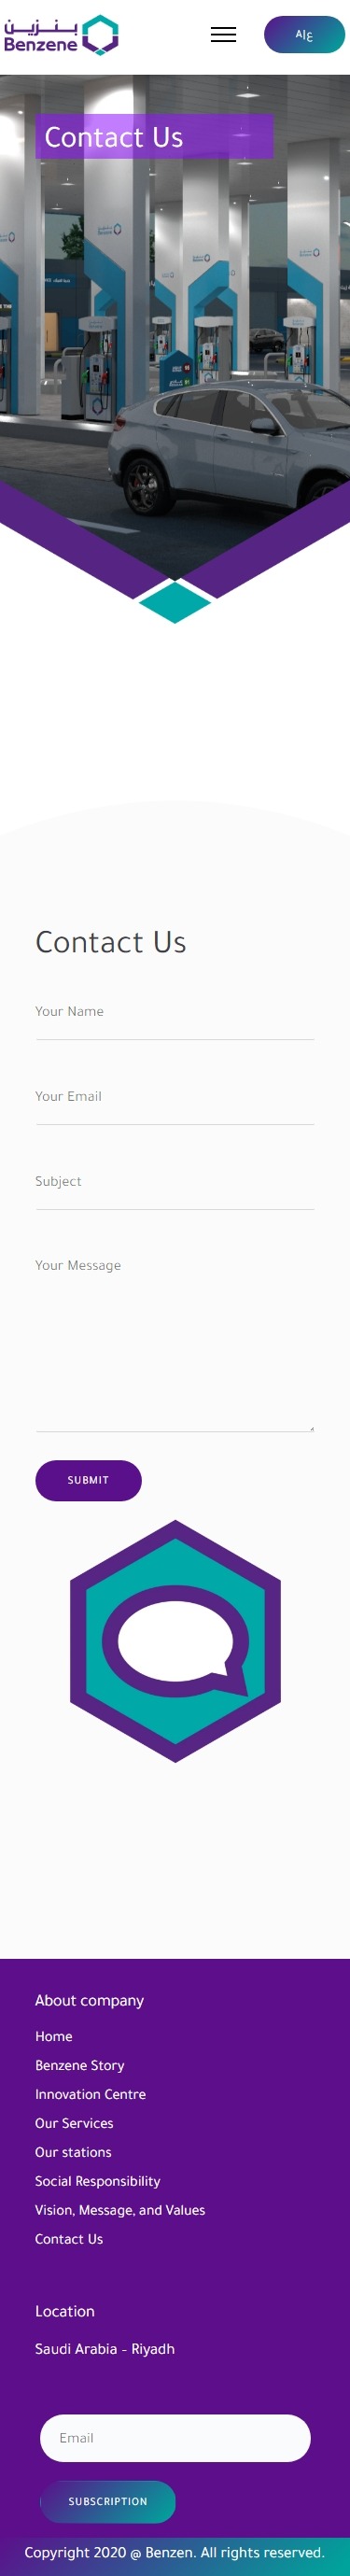 بنزين
Benzene
ع|A
Contact Us
Contact Us
Your Name
Your Email
Subject
Your Message
SUBMIT
About company
Home
Benzene Story
Innovation Centre
Our Services
Our stations
Social Responsibility
Vision, Message, and Values
Contact Us
Location
Saudi Arabia - Riyadh
Email
SUBSCRIPTION
Copyright 2020 @ Benzen. All rights reserved.